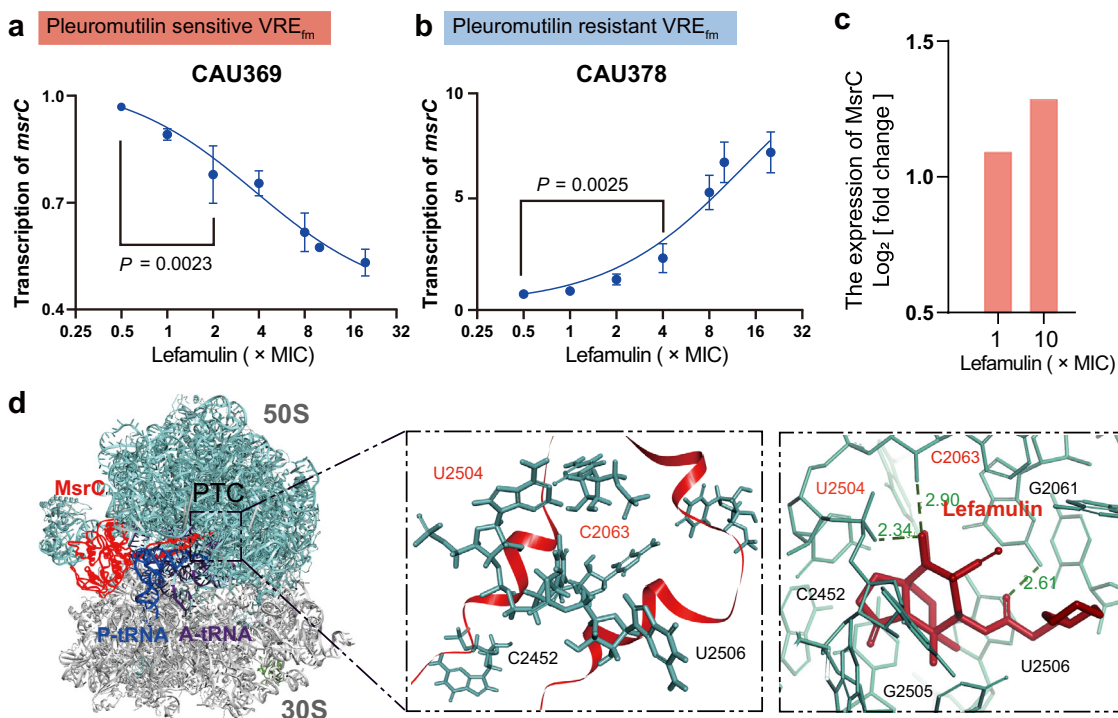 a Pleuromutilin sensitive VREfm
CAU369
Transcription of msrC
1.0
0.7
0.4
P = 0.0023
0.25 0.5 1 2 4 8 16 32
Lefamulin ( × MIC)
b Pleuromutilin resistant VREfm
CAU378
Transcription of msrC
10
5
0
P = 0.0025
0.25 0.5 1 2 4 8 16 32
Lefamulin ( × MIC)
c
The expression of MsrC
Log₂ [ fold change ]
1.5
1.0
0.5
1 10
Lefamulin ( × MIC)
d
50S
MsrC
PTC
P-tRNA A-tRNA
30S
U2504
C2063
C2452
U2506
C2063
U2504
G2061
2.90
Lefamulin
2.34
2.61
C2452
U2506
G2505